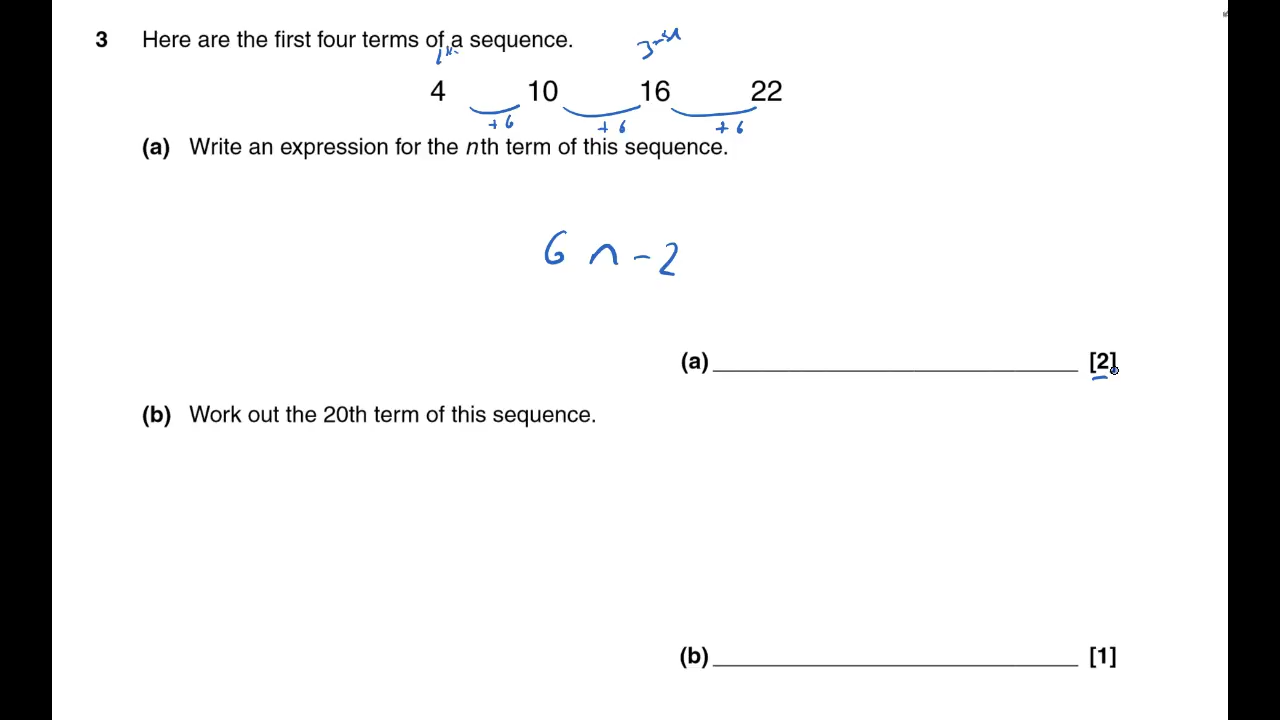 3 Here are the first four terms of a sequence.
4 10 16 22
+6 +6 +6
(a) Write an expression for the nth term of this sequence.
6n-2
(a) ______________________________ [2]
(b) Work out the 20th term of this sequence.
(b) ______________________________ [1]